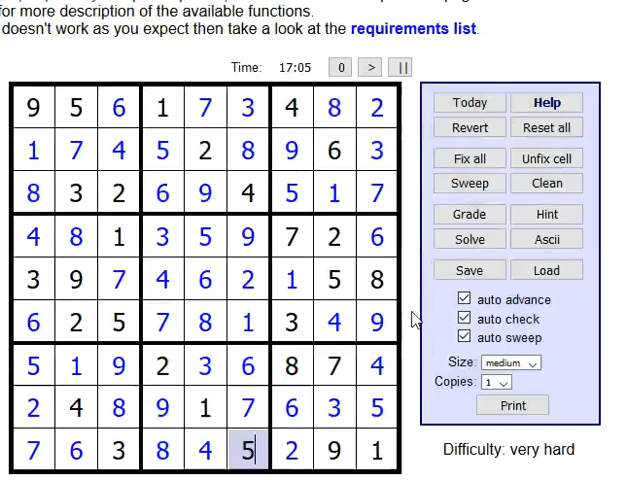 for more description of the available functions.
doesn't work as you expect then take a look at the requirements list.
Time: 17:05 0 > ||
9 5 6 1 7 3 4 8 2
1 7 4 5 2 8 9 6 3
8 3 2 6 9 4 5 1 7
4 8 1 3 5 9 7 2 6
3 9 7 4 6 2 1 5 8
6 2 5 7 8 1 3 4 9
5 1 9 2 3 6 8 7 4
2 4 8 9 1 7 6 3 5
7 6 3 8 4 5 2 9 1
Today Help
Revert Reset all
Fix all Unfix cell
Sweep Clean
Grade Hint
Solve Ascii
Save Load
auto advance
auto check
auto sweep
Size: medium
Copies: 1
Print
Difficulty: very hard